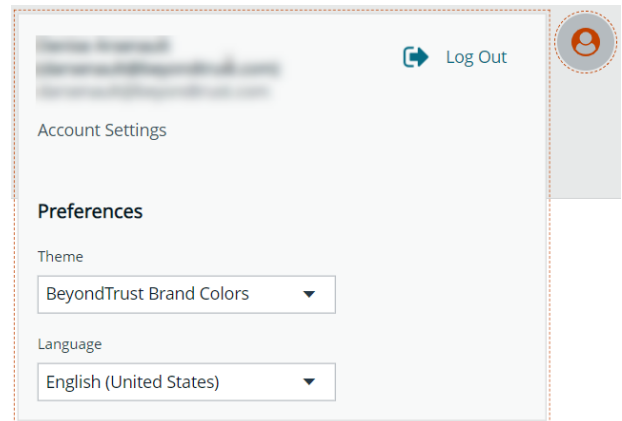 Log Out
Account Settings
Preferences
Theme
BeyondTrust Brand Colors
Language
English (United States)